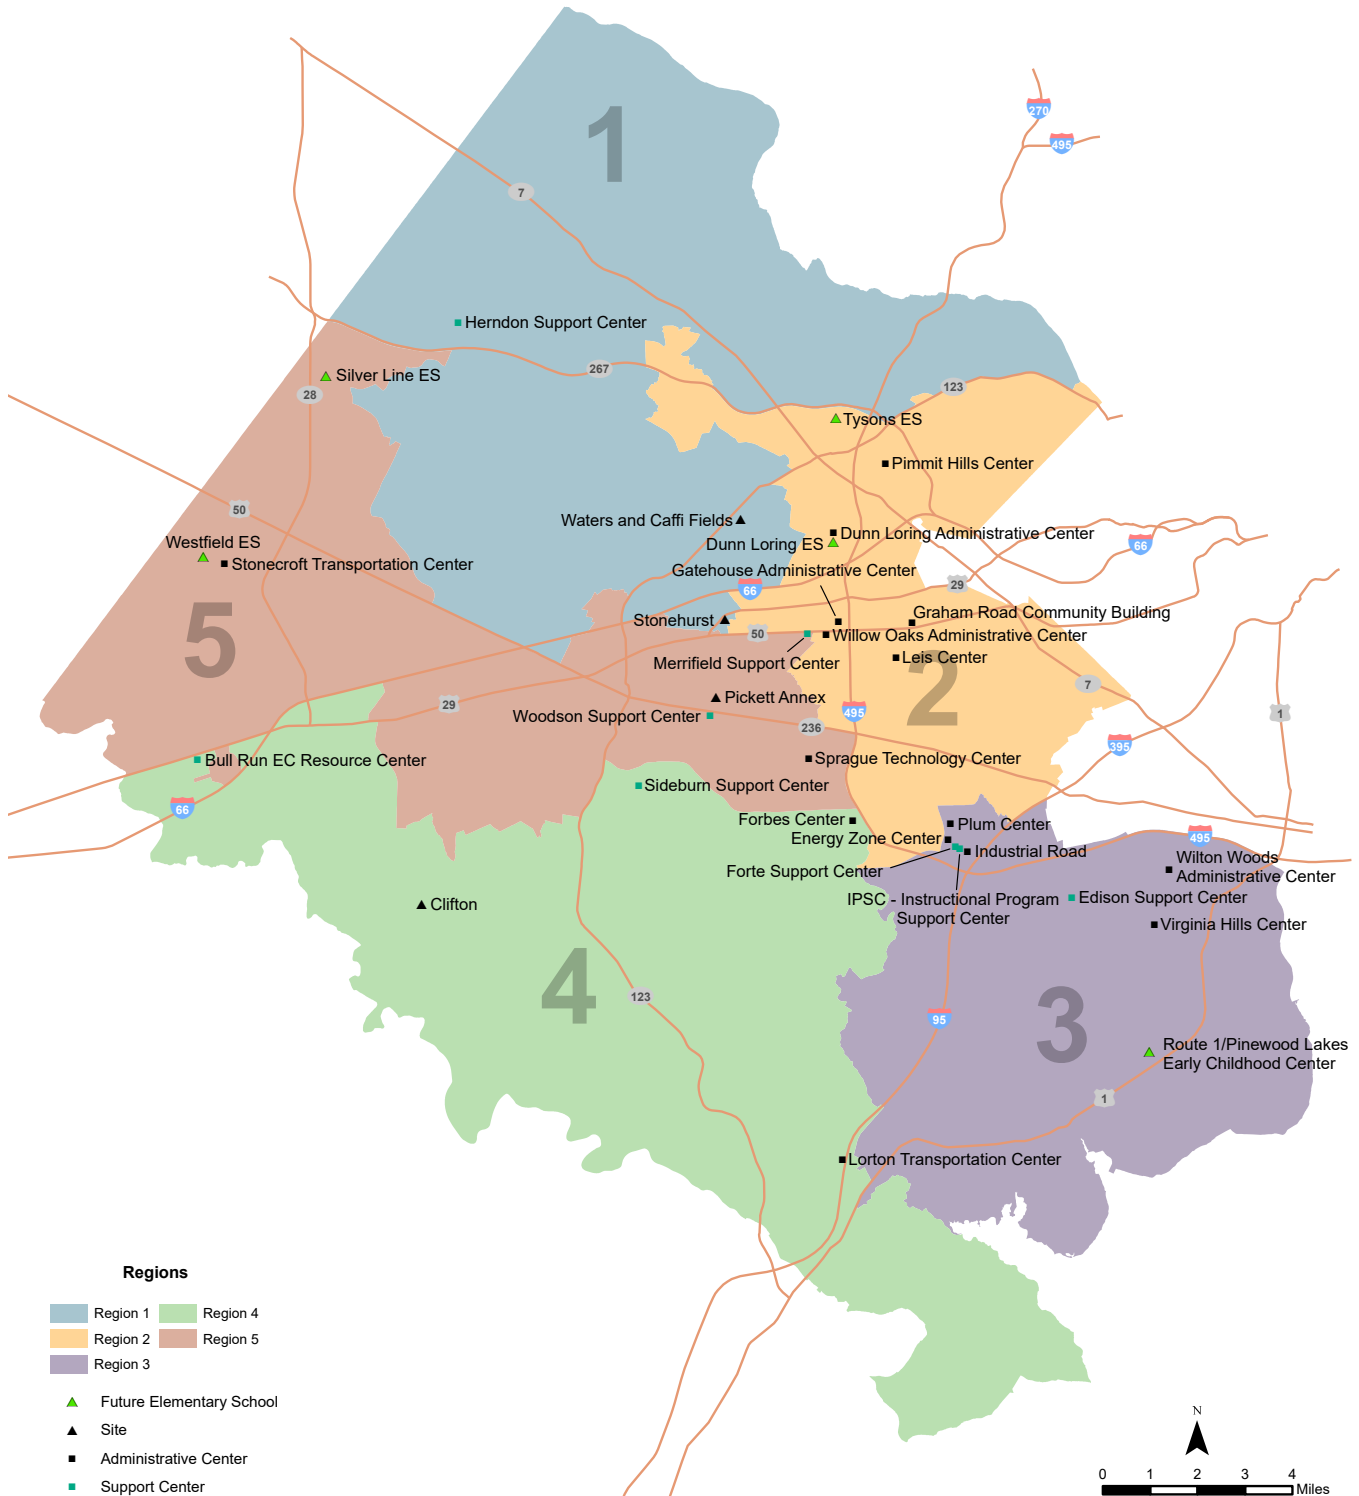 1
270
495
7
Herndon Support Center
267
Silver Line ES
28
123
Tysons ES
Pimmit Hills Center
50
Waters and Caffi Fields
Dunn Loring Administrative Center
Westfield ES
Dunn Loring ES
66
Stonecroft Transportation Center
Gatehouse Administrative Center
66
29
5
Graham Road Community Building
Stonehurst
50
Willow Oaks Administrative Center
Merrifield Support Center
Leis Center
2
7
Pickett Annex
29
Woodson Support Center
495
1
236
395
Bull Run EC Resource Center
Sprague Technology Center
Sideburn Support Center
66
Forbes Center
Plum Center
Energy Zone Center
495
Industrial Road
Wilton Woods
Administrative Center
Forte Support Center
IPSC - Instructional Program
Support Center
Edison Support Center
Clifton
Virginia Hills Center
4
123
3
95
Route 1/Pinewood Lakes
Early Childhood Center
1
Lorton Transportation Center
Regions
Region 1
Region 4
Region 2
Region 5
Region 3
Future Elementary School
Site
Administrative Center
Support Center
N
0 1 2 3 4
Miles